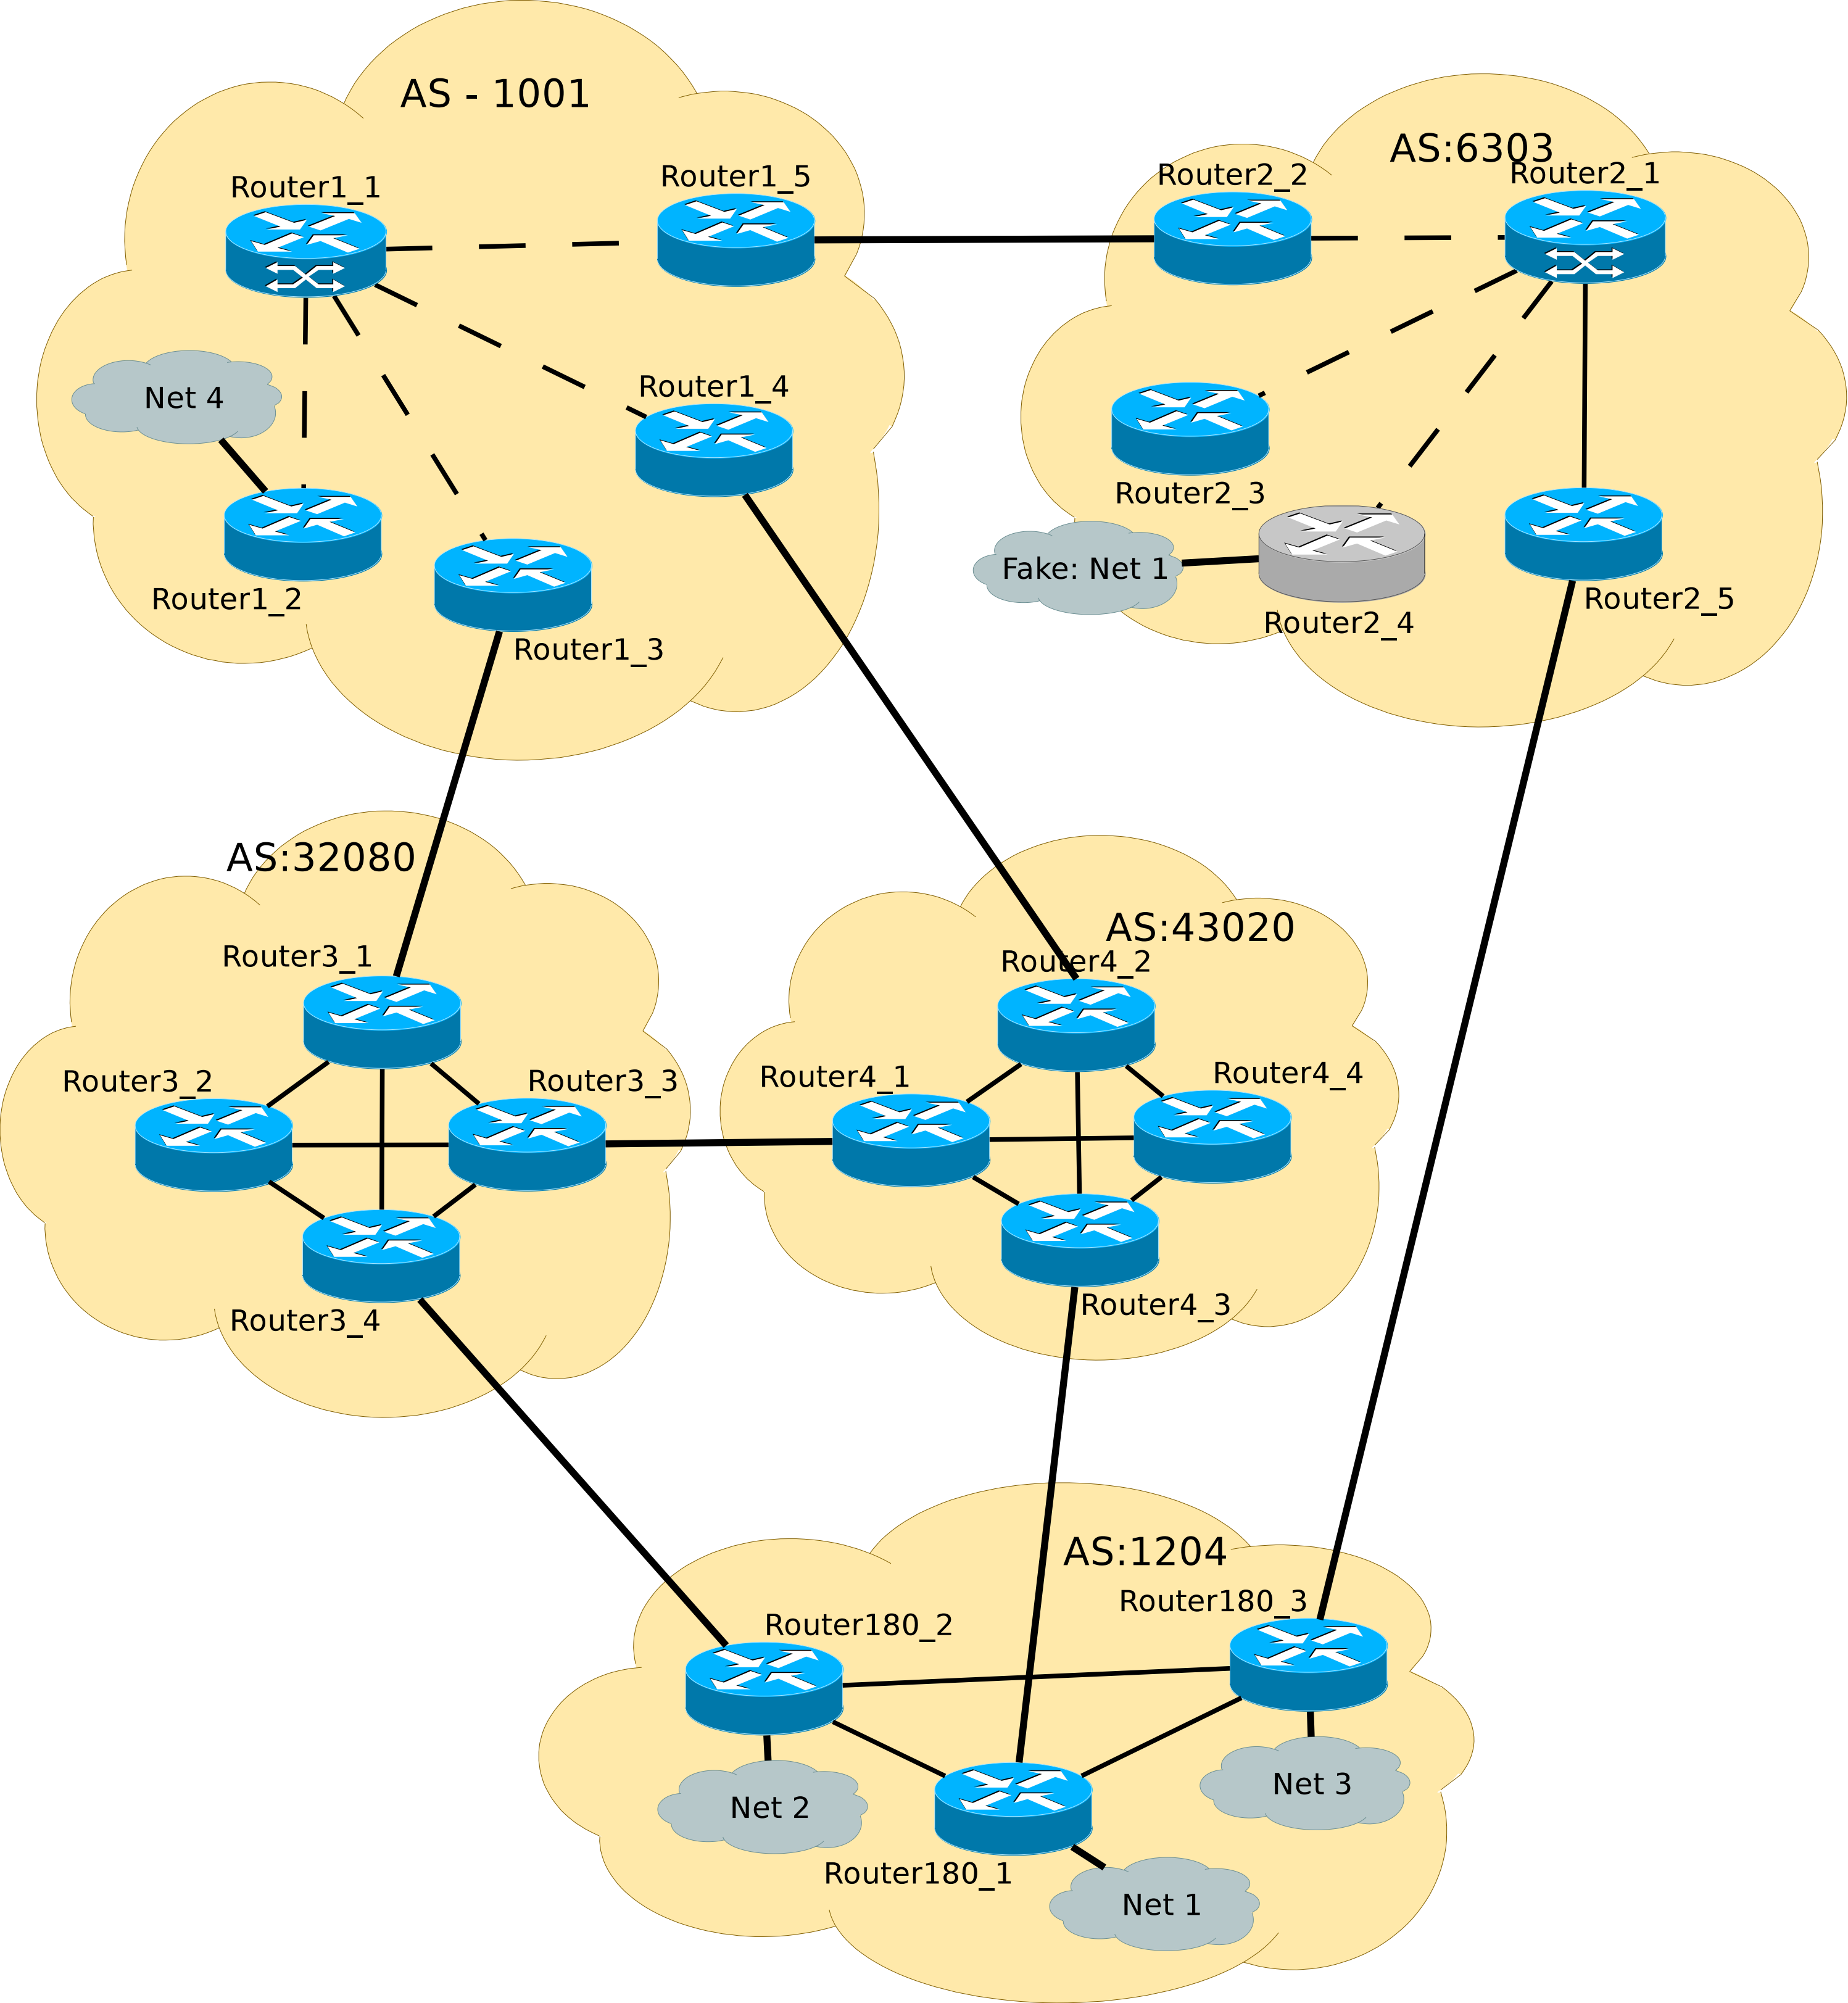 AS - 1001
AS:6303
Router1_1
Router1_5
Router2_2
Router2_1
Net 4
Router1_4
Router2_3
Fake: Net 1
Router1_2
Router2_4
Router2_5
Router1_3
AS:32080
AS:43020
Router3_1
Router4_2
Router3_2
Router3_3
Router4_1
Router4_4
Router3_4
Router4_3
AS:1204
Router180_2
Router180_3
Net 2
Net 3
Router180_1
Net 1